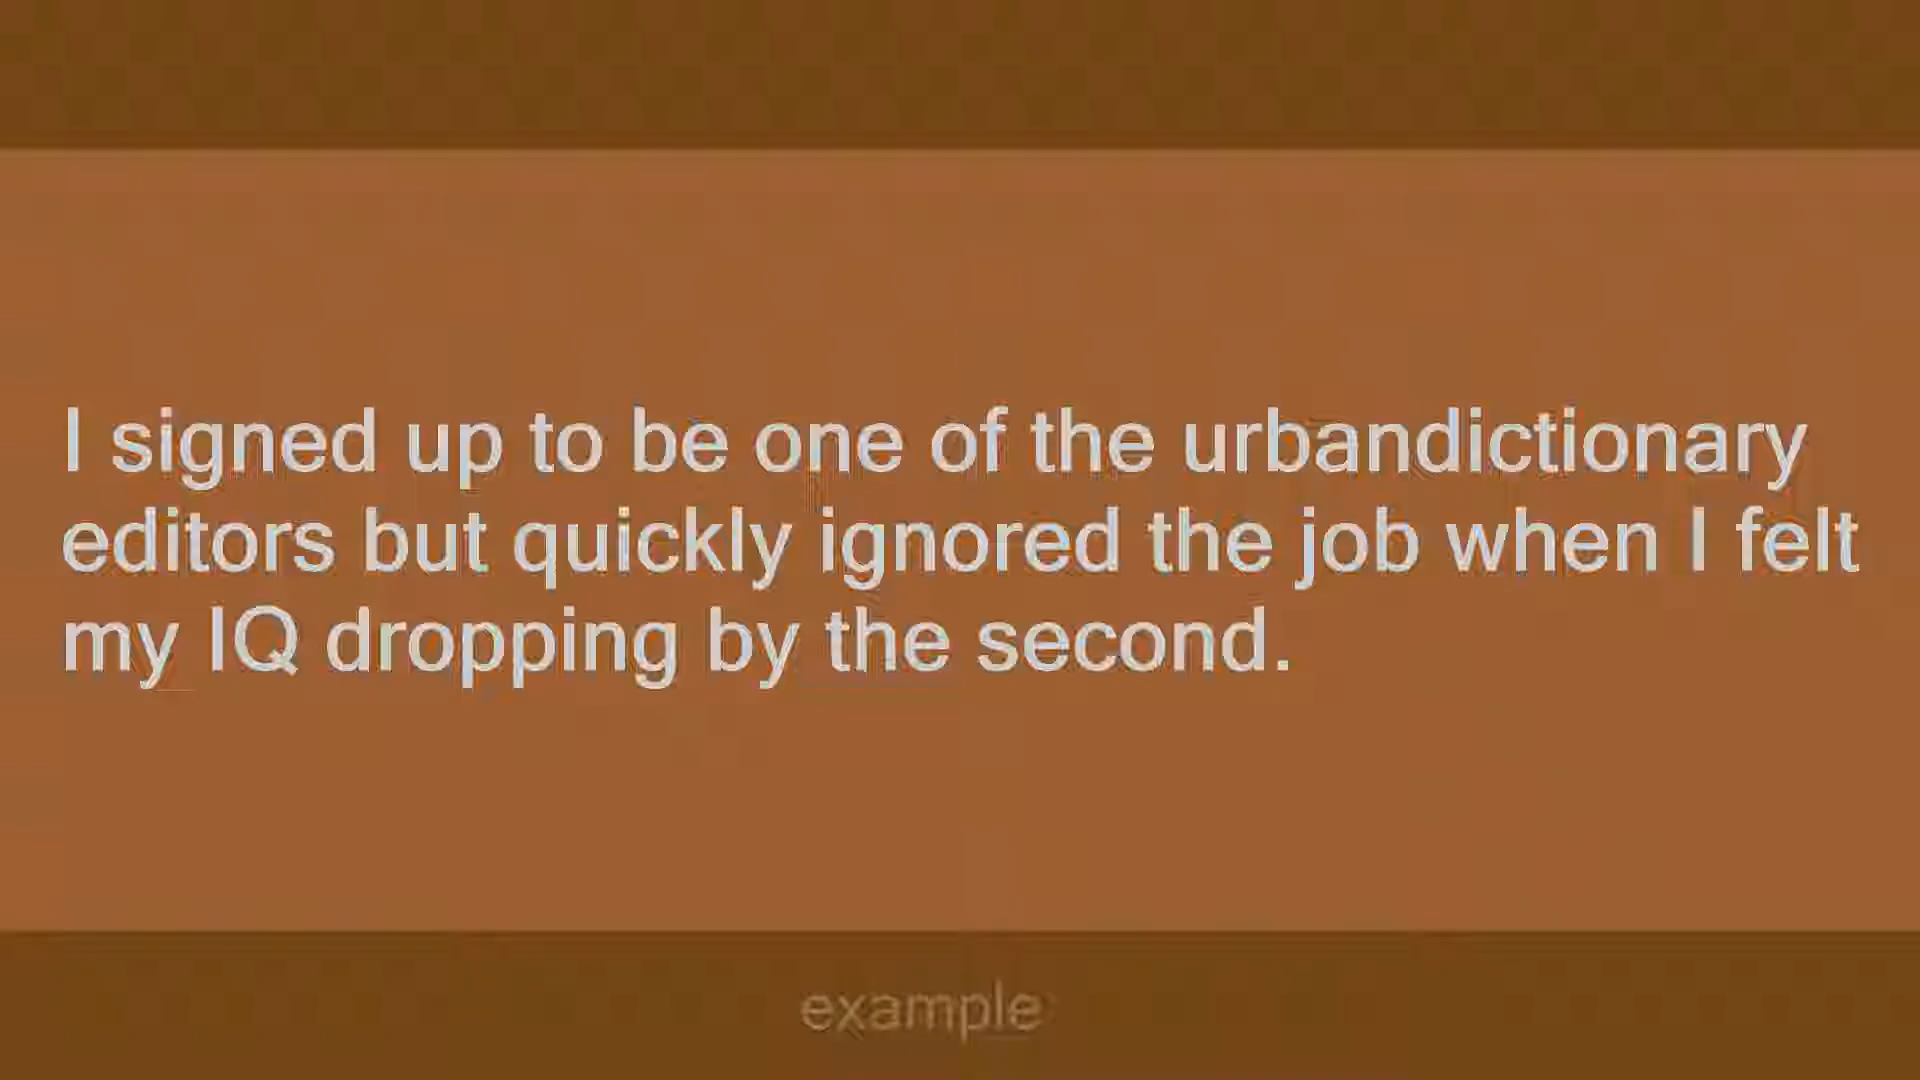 I signed up to be one of the urbandictionary
editors but quickly ignored the job when I felt
my IQ dropping by the second.
example